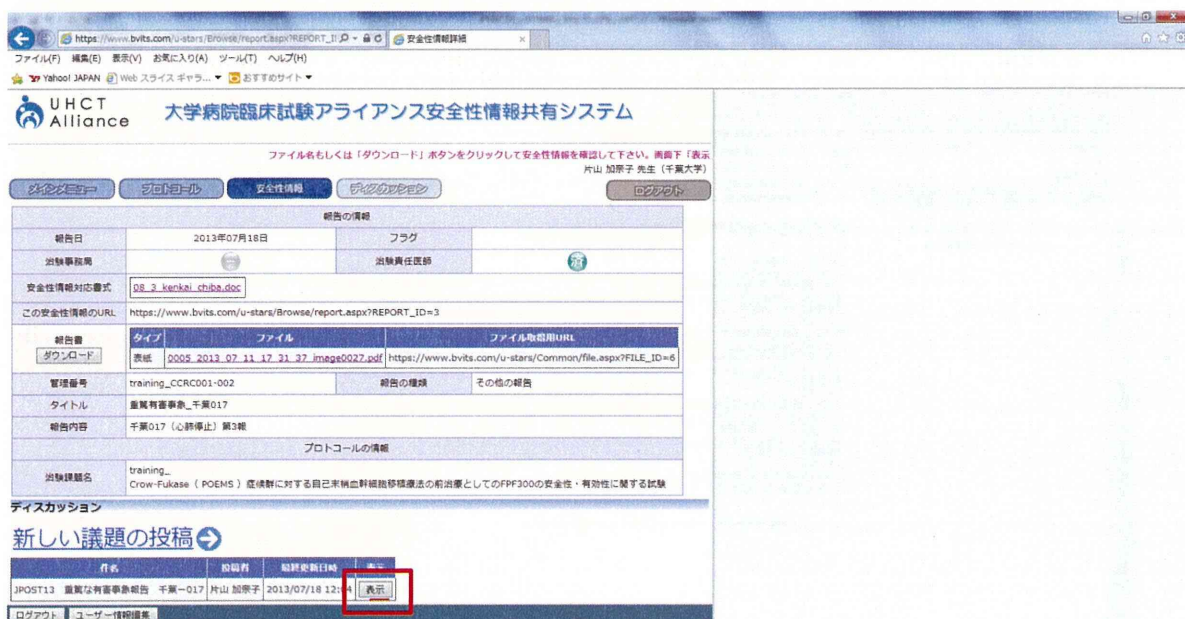 https://www.bvits.com/u-stars/Browse/report.aspx?REPORT_I
安全性情報詳細
ファイル(F) 編集(E) 表示(V) お気に入り(A) ツール(T) ヘルプ(H)
Yahoo! JAPAN Web スライス ギャラ... おすすめサイト
UHCT Alliance
大学病院臨床試験アライアンス安全性情報共有システム
ファイル名もしくは「ダウンロード」ボタンをクリックして安全性情報を確認して下さい。画面下「表示
片山 加奈子 先生（千葉大学）
メインメニュー プロトコール 安全性情報 ディスカッション ログアウト
報告の情報
報告日 2013年07月18日 フラグ
治験事務局 治験責任医師 済
安全性情報対応書式 08_3_kenkai_chiba.doc
この安全性情報のURL https://www.bvits.com/u-stars/Browse/report.aspx?REPORT_ID=3
報告書 ダウンロード
タイプ ファイル ファイル取得用URL
表紙 0005_2013_07_11_17_31_37_image0027.pdf https://www.bvits.com/u-stars/Common/file.aspx?FILE_ID=6
管理番号 training_CCRC001-002 報告の種類 その他の報告
タイトル 重篤有害事象_千葉017
報告内容 千葉017（心肺停止）第3報
プロトコールの情報
治験課題名 training_
Crow-Fukase（POEMS）症候群に対する自己末梢血幹細胞移植療法の前治療としてのFPF300の安全性・有効性に関する試験
ディスカッション
新しい議題の投稿
件名 投稿者 最終更新日時 表示
JPOST13 重篤な有害事象報告 千葉－017 片山 加奈子 2013/07/18 12:04 表示
ログアウト ユーザー情報編集